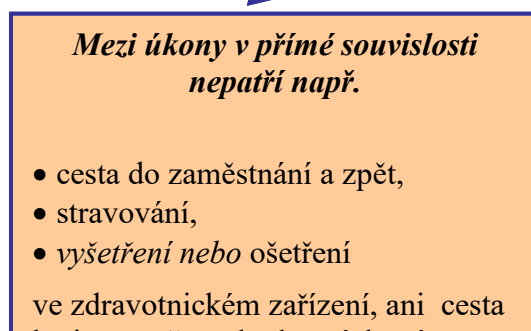 Mezi úkony v přímé souvislosti
nepatří např.
• cesta do zaměstnání a zpět,
• stravování,
• vyšetření nebo ošetření
ve zdravotnickém zařízení, ani cesta